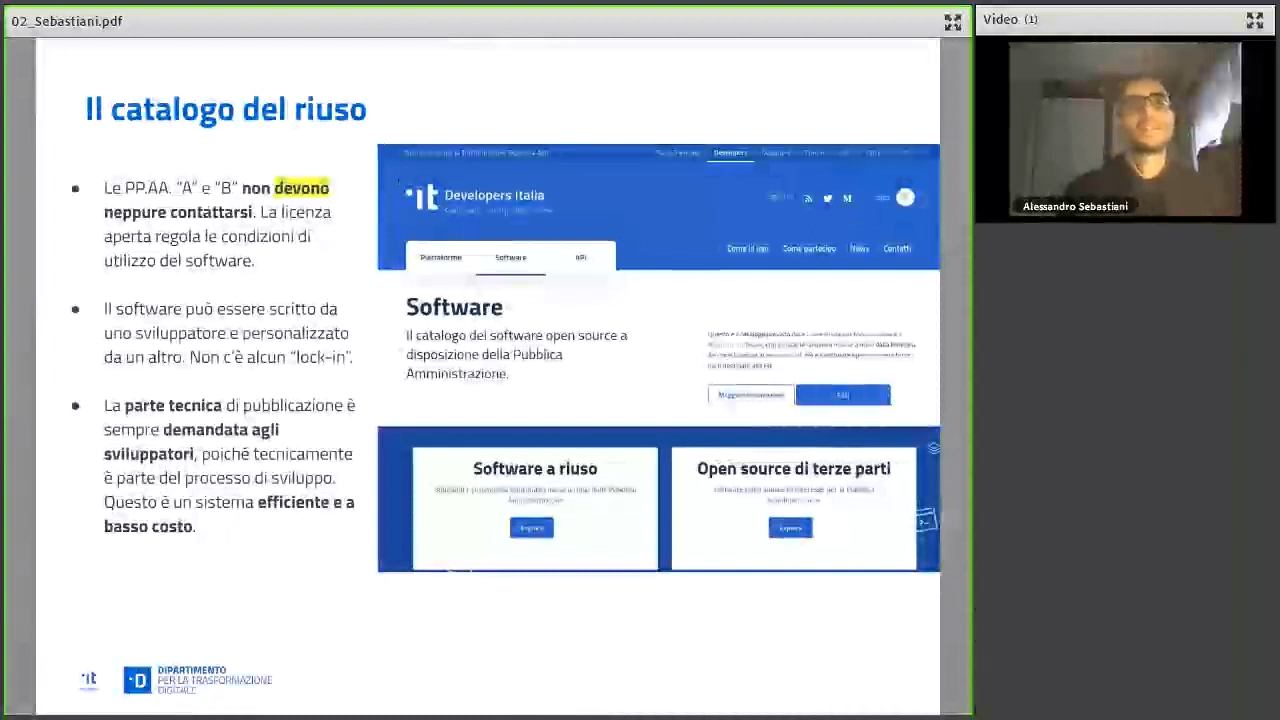 02_Sebastiani.pdf
Video (1)
Il catalogo del riuso
Le PP.AA. "A" e "B" non devono
neppure contattarsi. La licenza
aperta regola le condizioni di
utilizzo del software.
Il software può essere scritto da
uno sviluppatore e personalizzato
da un altro. Non c'è alcun "lock-in".
La parte tecnica di pubblicazione è
sempre demandata agli
sviluppatori, poiché tecnicamente
è parte del processo di sviluppo.
Questo è un sistema efficiente e a
basso costo.
Developers
it Developers Italia
Come lo uso Come partecipo News Contatti
Piattaforme Software API
Software
Il catalogo del software open source a
disposizione della Pubblica
Amministrazione.
Software a riuso
Esplora
Open source di terze parti
Esplora
it
D DIPARTIMENTO
PER LA TRASFORMAZIONE
DIGITALE
Alessandro Sebastiani